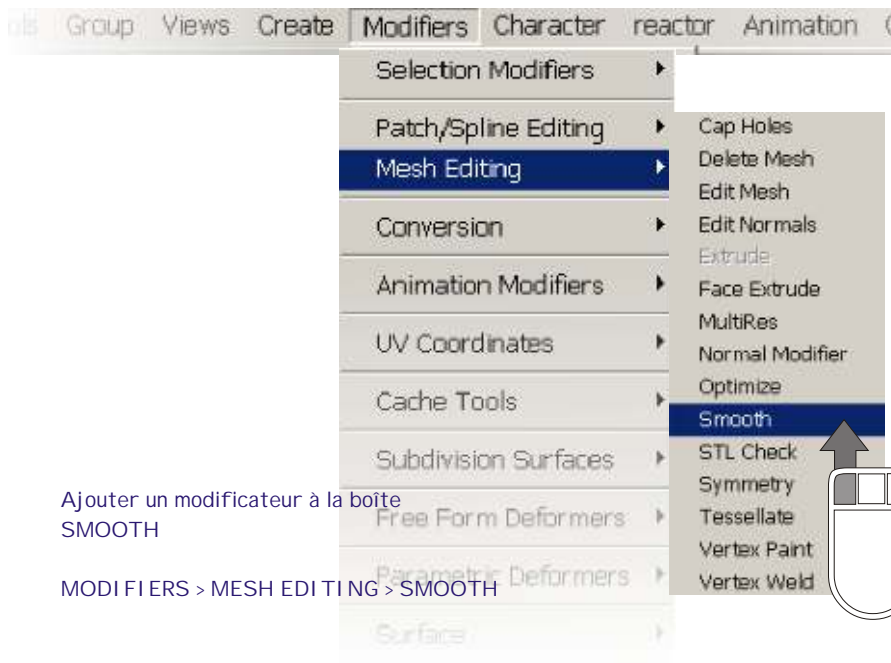 Group Views Create Modifiers Character reactor Animation
Selection Modifiers
Patch/Spline Editing
Mesh Editing
Conversion
Animation Modifiers
UV Coordinates
Cache Tools
Subdivision Surfaces
Free Form Deformers
Parametric Deformers
Surface
Cap Holes
Delete Mesh
Edit Mesh
Edit Normals
Extrude
Face Extrude
MultiRes
Normal Modifier
Optimize
Smooth
STL Check
Symmetry
Tessellate
Vertex Paint
Vertex Weld
Ajouter un modificateur à la boîte
SMOOTH
MODIFIERS > MESH EDITING > SMOOTH